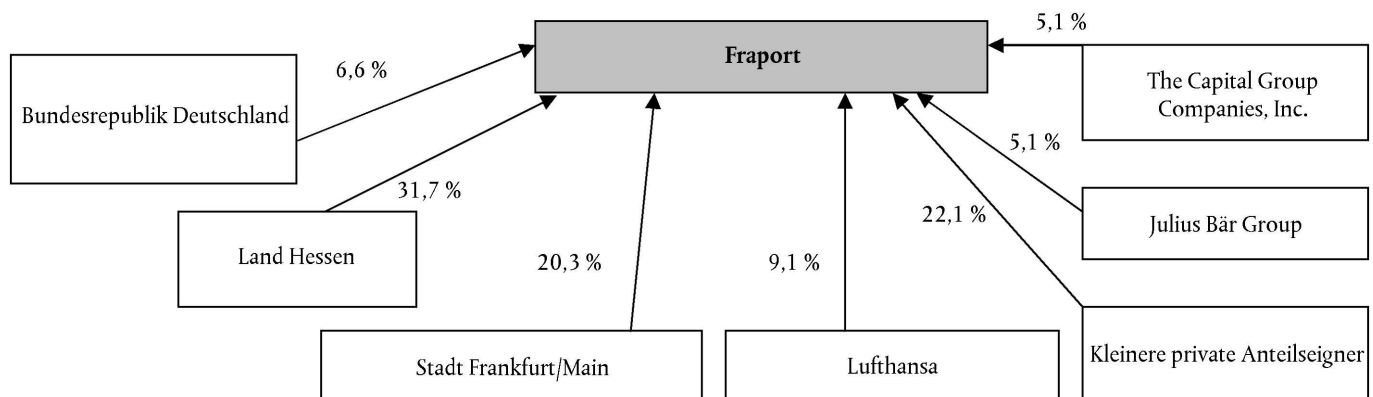 5,1 %
Fraport
6,6 %
The Capital Group
Companies, Inc.
Bundesrepublik Deutschland
5,1 %
31,7 %
22,1 %
Julius Bär Group
Land Hessen
20,3 %
9,1 %
Kleinere private Anteilseigner
Stadt Frankfurt/Main
Lufthansa